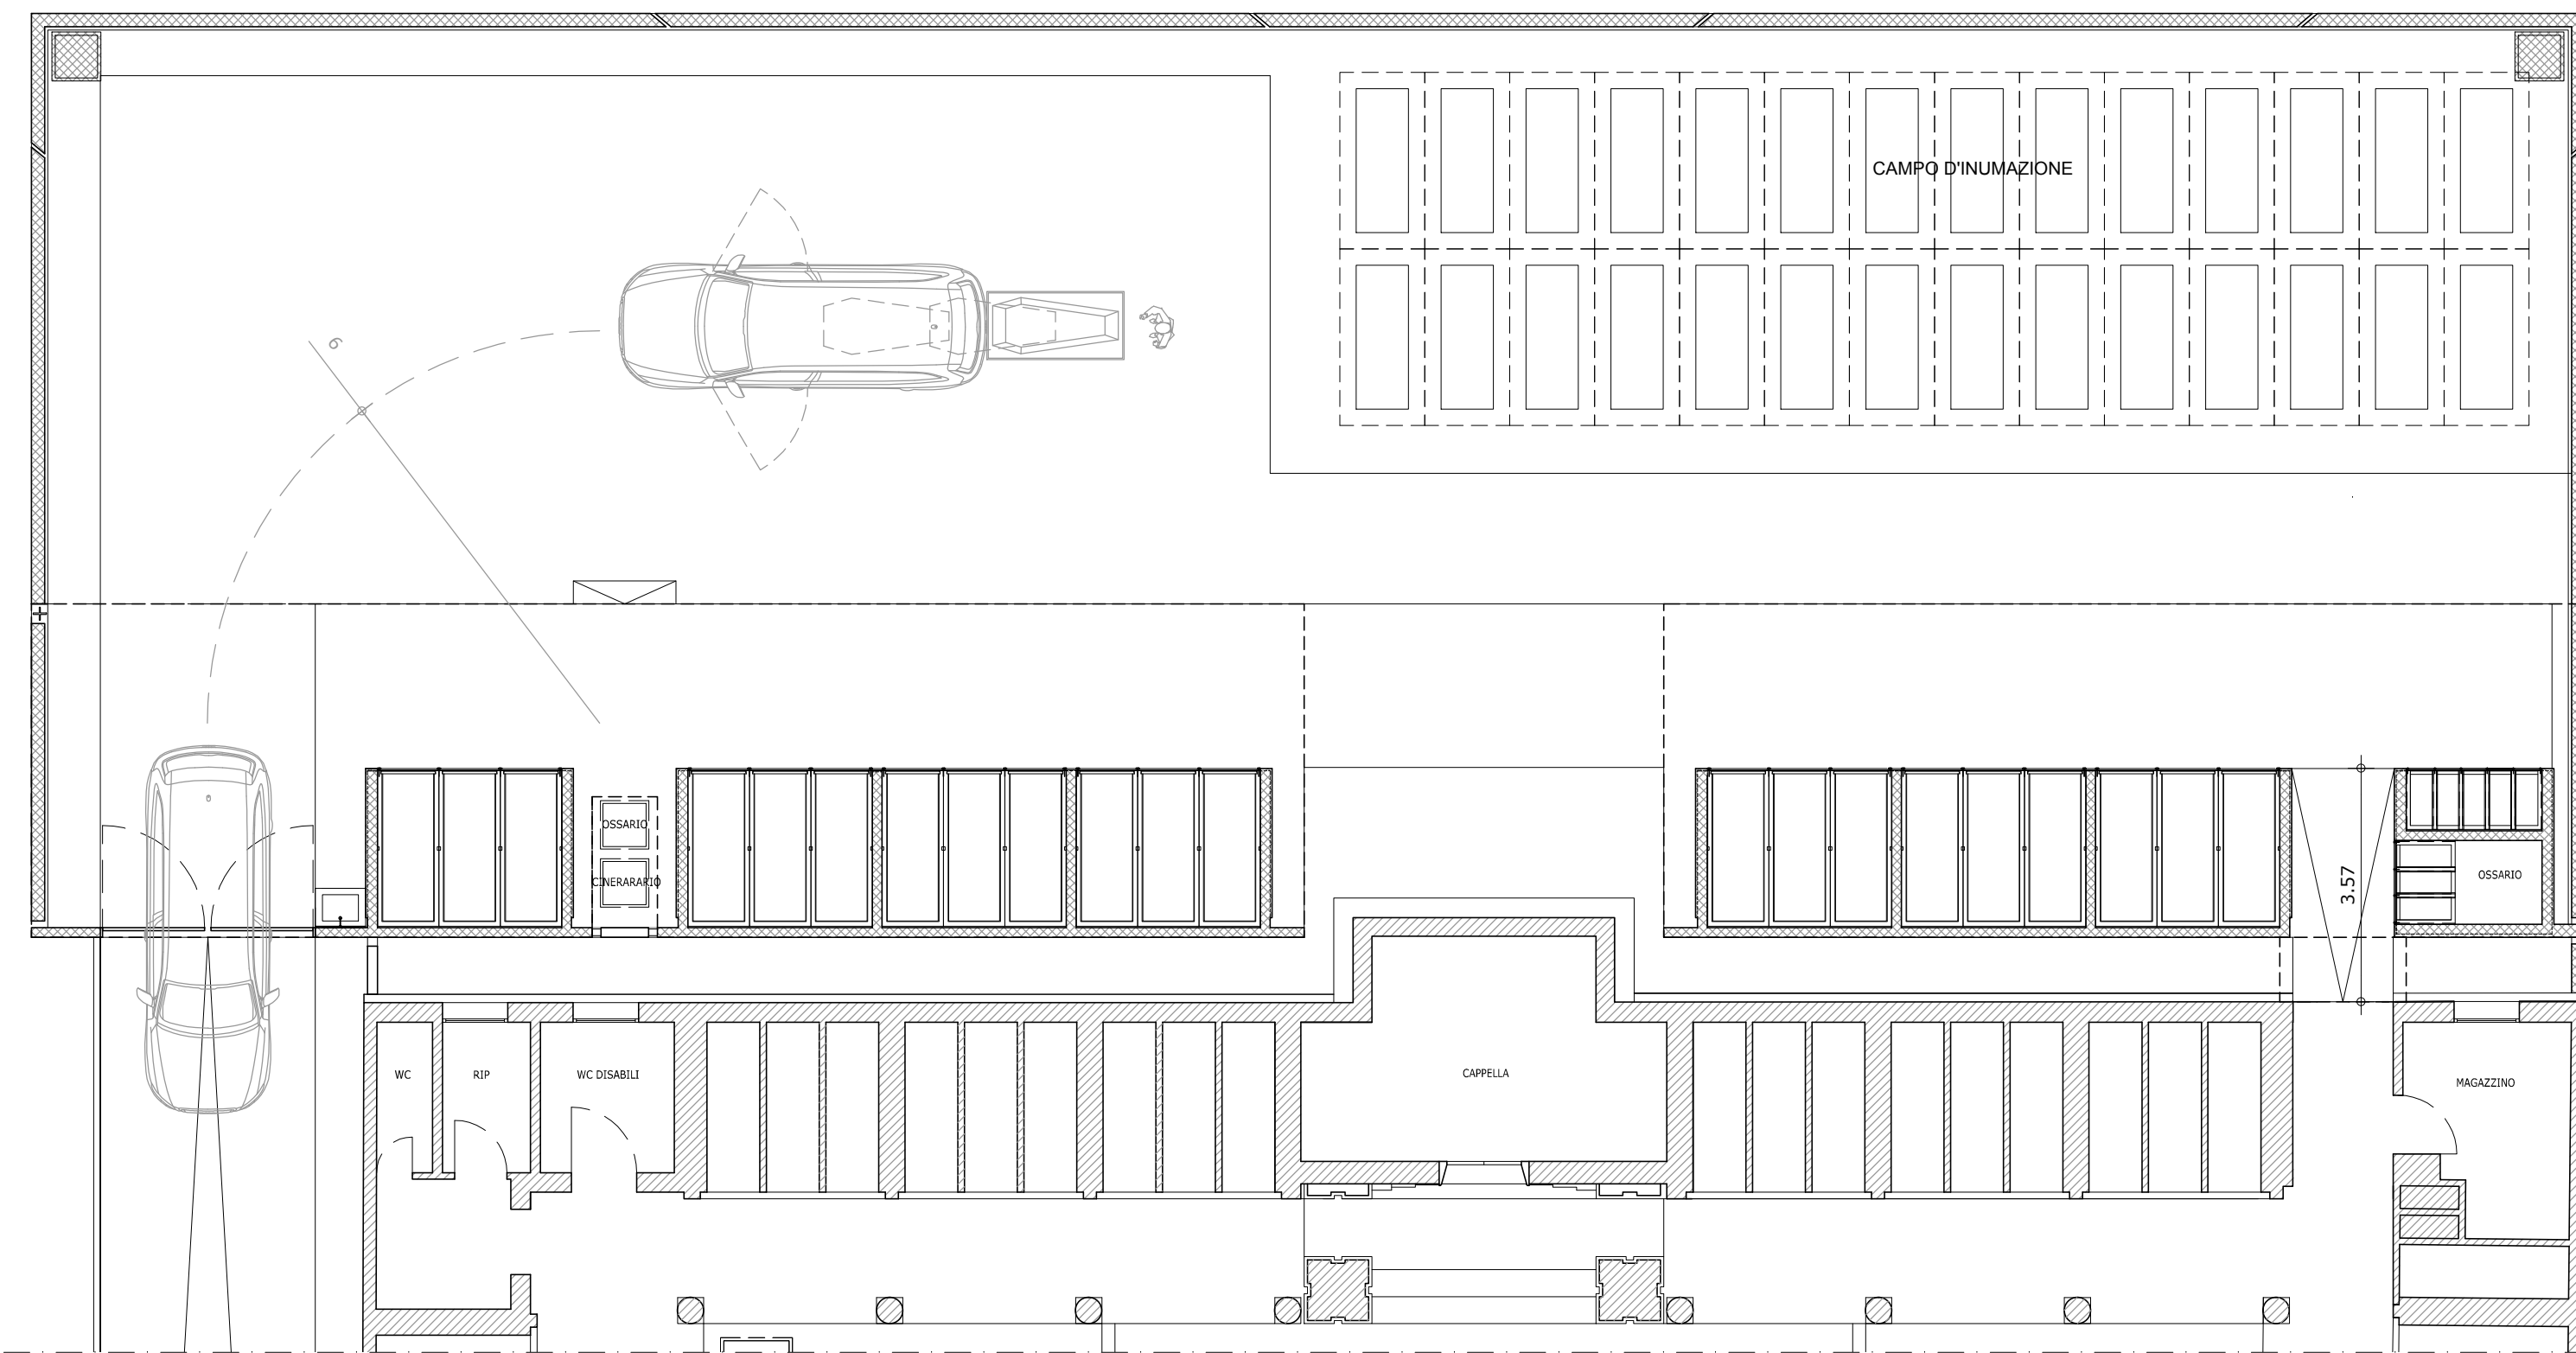 CAMPO D'INUMAZIONE
6
OSSARIO
CINERARARIO
3.57
OSSARIO
WC
RIP
WC DISABILI
CAPPELLA
MAGAZZINO